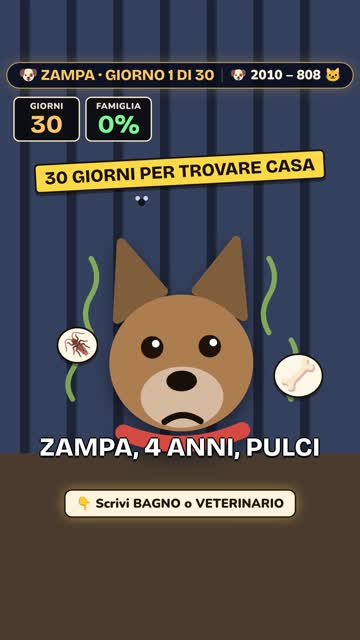 🐶 ZAMPA • GIORNO 1 DI 30 | 🐶 2010 – 808 🐱
GIORNI
30
FAMIGLIA
0%
30 GIORNI PER TROVARE CASA
ZAMPA, 4 ANNI, PULCI
👇 Scrivi BAGNO o VETERINARIO